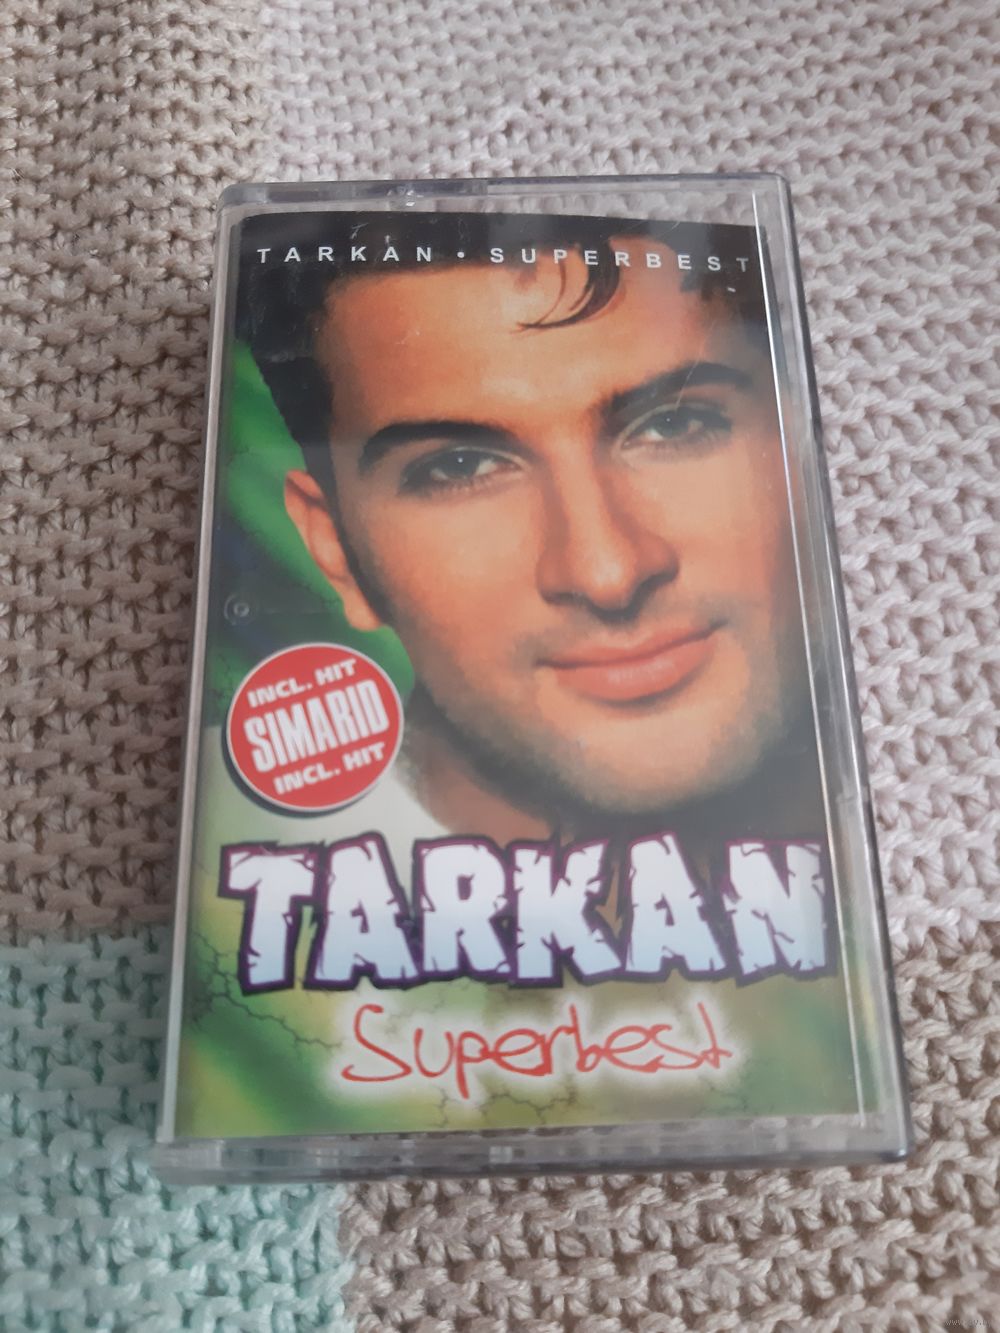 TARKAN • SUPERBEST
INCL. HIT
SIMARID
INCL. HIT
TARKAN
Superbest